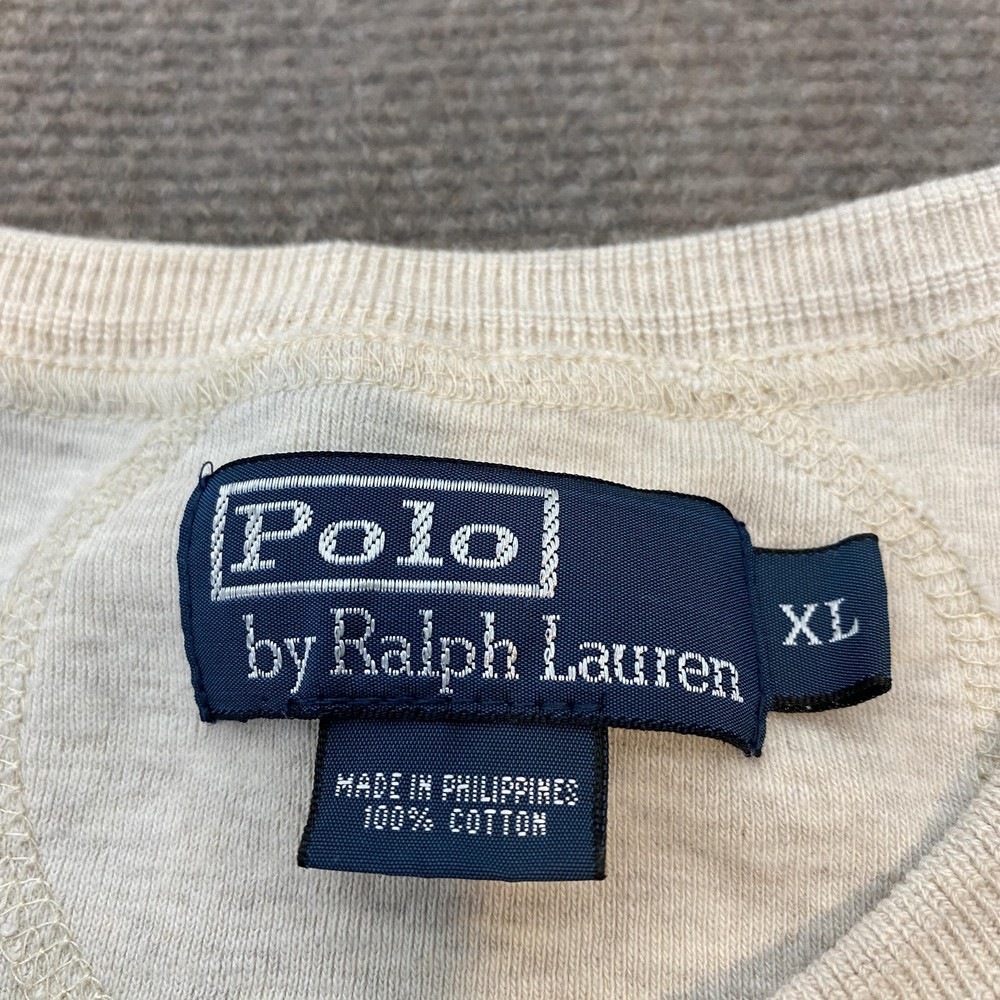 Polo
by Ralph Lauren
XL
MADE IN PHILIPPINES
100% COTTON